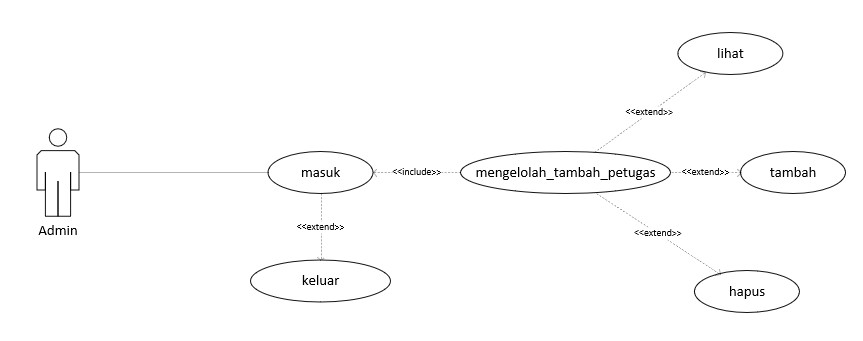 lihat
<<extend>>
masuk
<<include>>
mengelolah_tambah_petugas
<<extend>>
tambah
Admin
<<extend>>
<<extend>>
keluar
hapus